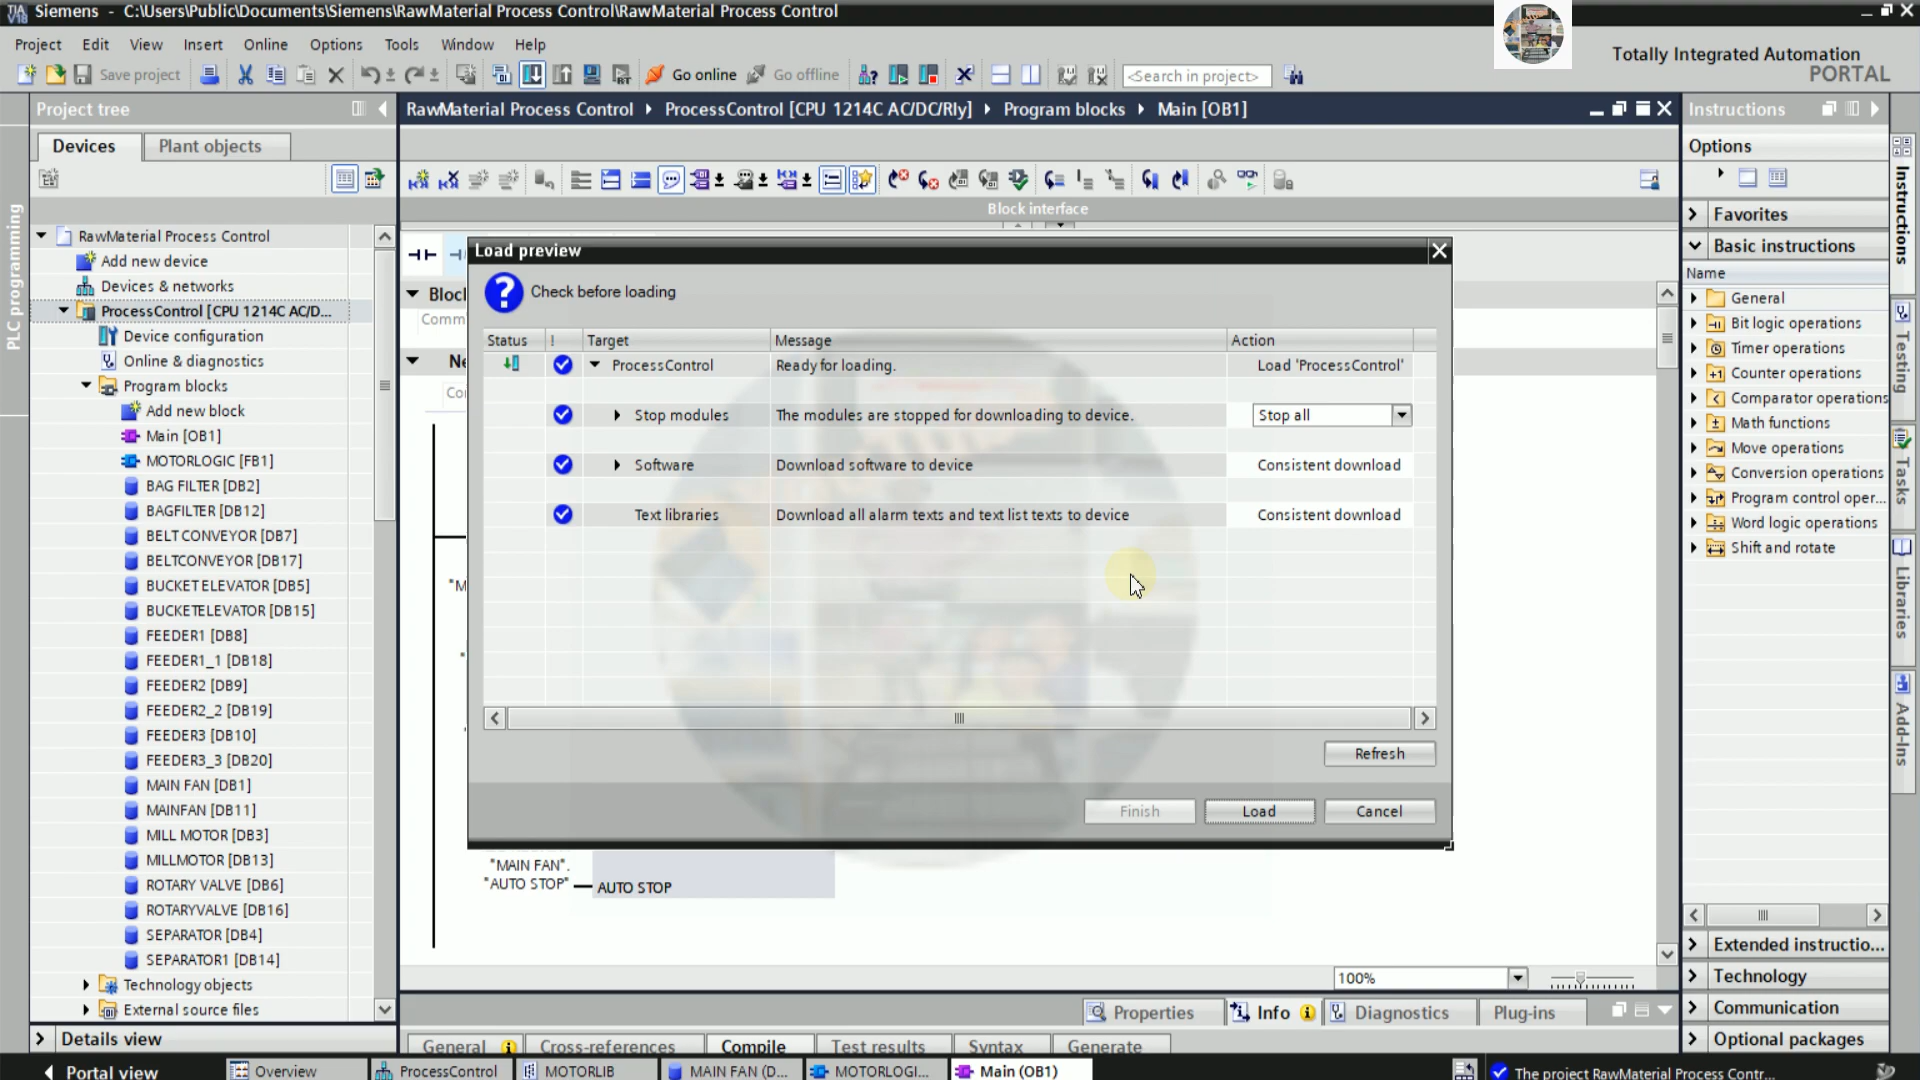 Siemens - C:\Users\Public\Documents\Siemens\RawMaterial Process Control\RawMaterial Process Control
Project Edit View Insert Online Options Tools Window Help
Save project
Go online
Go offline
<Search in project>
Totally Integrated Automation
PORTAL
Project tree
RawMaterial Process Control ProcessControl [CPU 1214C AC/DC/Rly] Program blocks Main [OB1]
Instructions
Devices
Plant objects
Options
Block interface
PLC programming
RawMaterial Process Control
Add new device
Devices & networks
ProcessControl [CPU 1214C AC/D...
Device configuration
Online & diagnostics
Program blocks
Add new block
Main [OB1]
MOTORLOGIC [FB1]
BAG FILTER [DB2]
BAGFILTER [DB12]
BELT CONVEYOR [DB7]
BELTCONVEYOR [DB17]
BUCKET ELEVATOR [DB5]
BUCKETELEVATOR [DB15]
FEEDER1 [DB8]
FEEDER1_1 [DB18]
FEEDER2 [DB9]
FEEDER2_2 [DB19]
FEEDER3 [DB10]
FEEDER3_3 [DB20]
MAIN FAN [DB1]
MAINFAN [DB11]
MILL MOTOR [DB3]
MILLMOTOR [DB13]
ROTARY VALVE [DB6]
ROTARYVALVE [DB16]
SEPARATOR [DB4]
SEPARATOR1 [DB14]
Technology objects
External source files
Details view
Bloc
Comm
Ne
Co
"M
Load preview
Check before loading
Status ! Target Message Action
ProcessControl Ready for loading. Load 'ProcessControl'
Stop modules The modules are stopped for downloading to device. Stop all
Software Download software to device Consistent download
Text libraries Download all alarm texts and text list texts to device Consistent download
Refresh
Finish Load Cancel
"MAIN FAN".
"AUTO STOP" AUTO STOP
100%
Favorites
Basic instructions
Name
General
Bit logic operations
Timer operations
Counter operations
Comparator operations
Math functions
Move operations
Conversion operations
Program control oper...
Word logic operations
Shift and rotate
Extended instructio...
Technology
Communication
Optional packages
Instructions
Testing
Tasks
Libraries
Add-Ins
Properties Info Diagnostics Plug-ins
General Cross-references Compile Test results Syntax Generate
Portal view Overview ProcessControl MOTORLIB MAIN FAN (D... MOTORLOGI... Main (OB1) The project RawMaterial Process Contr...